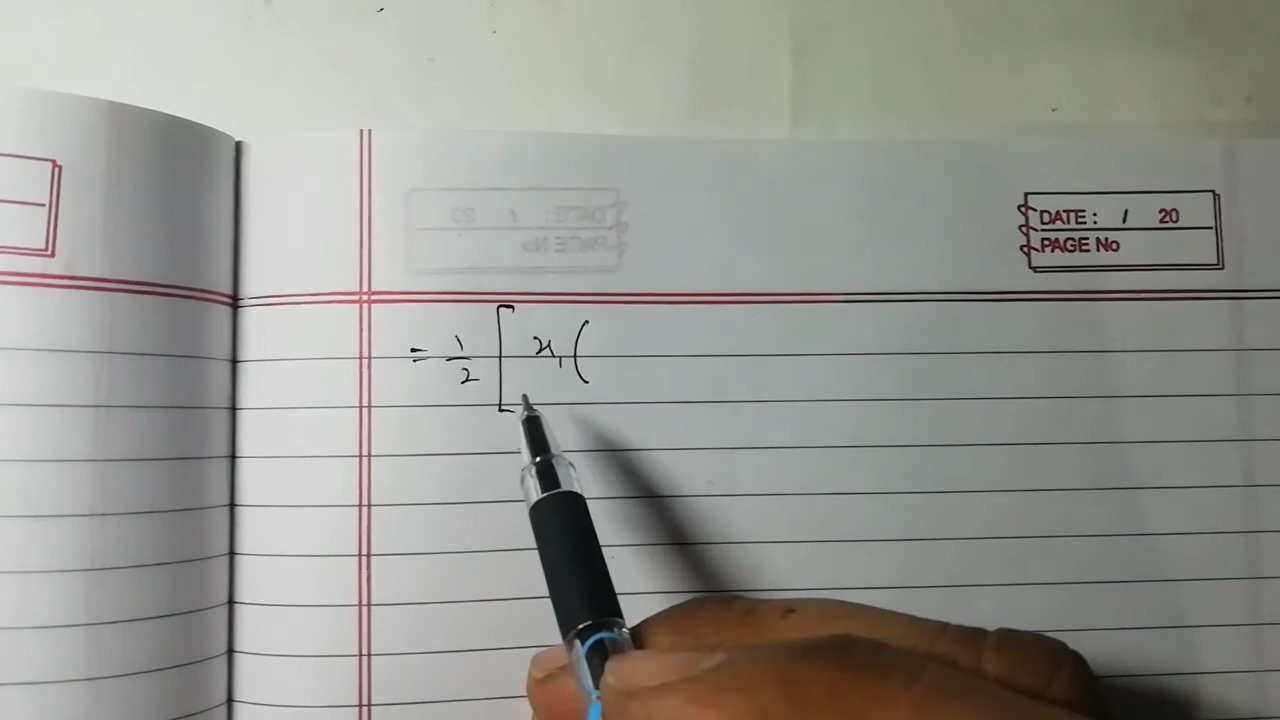 DATE : / 20
PAGE No
= 1/2 [ x₁ (